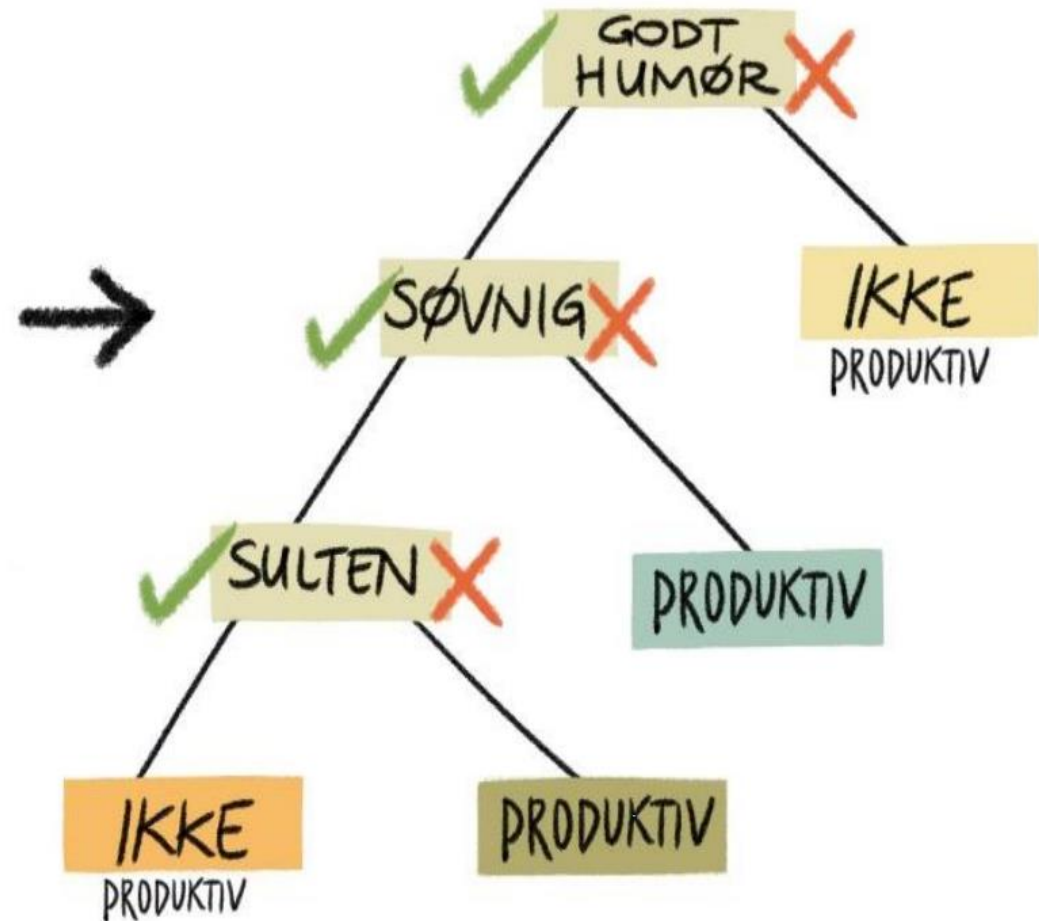 GODT
HUMØR
SØVNIG
IKKE
PRODUKTIV
SULTEN
PRODUKTIV
IKKE
PRODUKTIV
PRODUKTIV